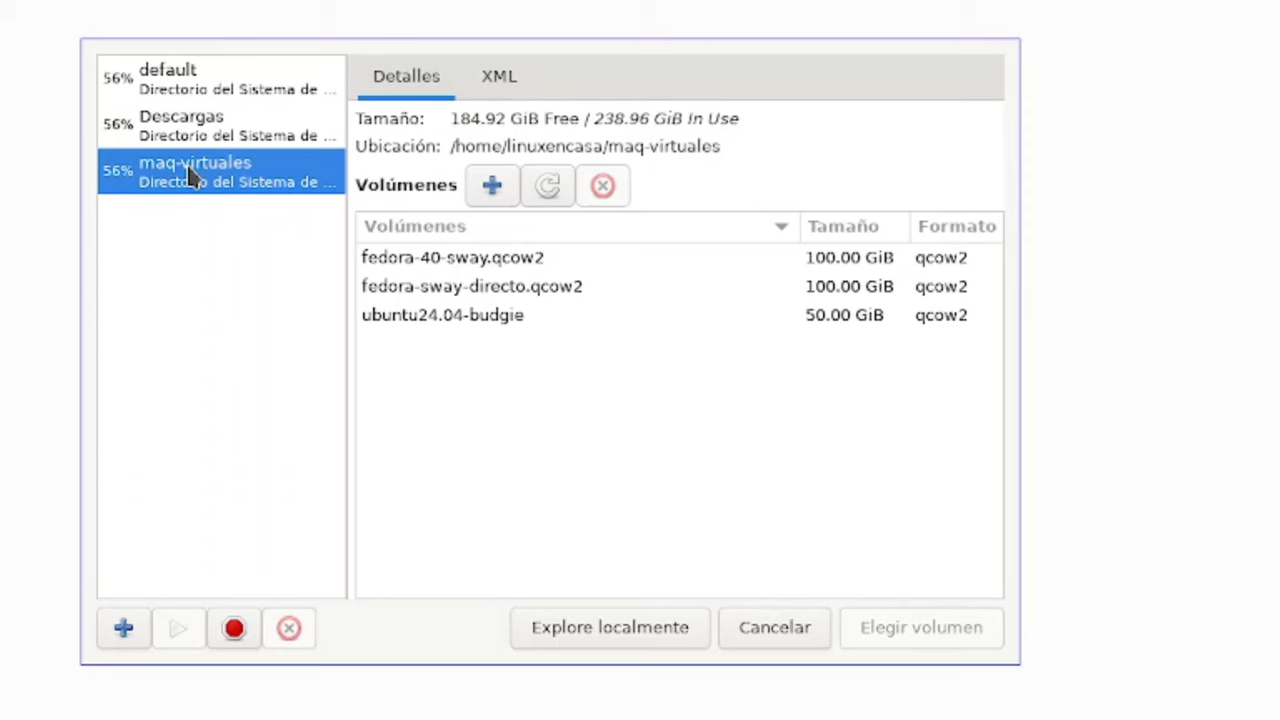 56% default
Directorio del Sistema de ...
56% Descargas
Directorio del Sistema de ...
56% maq-virtuales
Directorio del Sistema de ...
Detalles XML
Tamaño: 184.92 GiB Free / 238.96 GiB In Use
Ubicación: /home/linuxencasa/maq-virtuales
Volúmenes
Volúmenes Tamaño Formato
fedora-40-sway.qcow2 100.00 GiB qcow2
fedora-sway-directo.qcow2 100.00 GiB qcow2
ubuntu24.04-budgie 50.00 GiB qcow2
Explore localmente Cancelar Elegir volumen